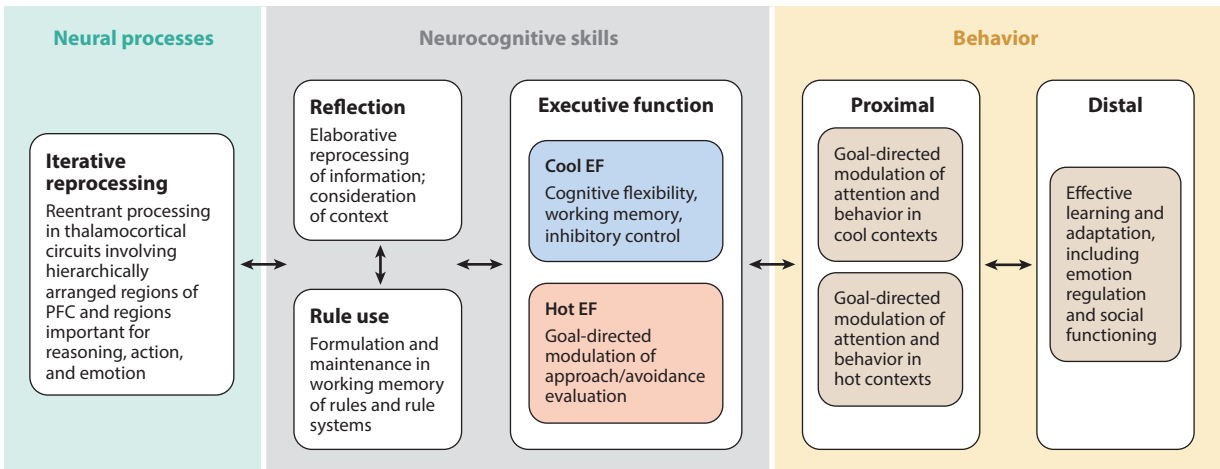 Neural processes
Neurocognitive skills
Behavior
Iterative
reprocessing
Reentrant processing
in thalamocortical
circuits involving
hierarchically
arranged regions of
PFC and regions
important for
reasoning, action,
and emotion
Reflection
Elaborative
reprocessing
of information;
consideration
of context
Rule use
Formulation and
maintenance in
working memory
of rules and rule
systems
Executive function
Cool EF
Cognitive flexibility,
working memory,
inhibitory control
Hot EF
Goal-directed
modulation of
approach/avoidance
evaluation
Proximal
Goal-directed
modulation of
attention and
behavior in
cool contexts
Goal-directed
modulation of
attention and
behavior in
hot contexts
Distal
Effective
learning and
adaptation,
including
emotion
regulation
and social
functioning